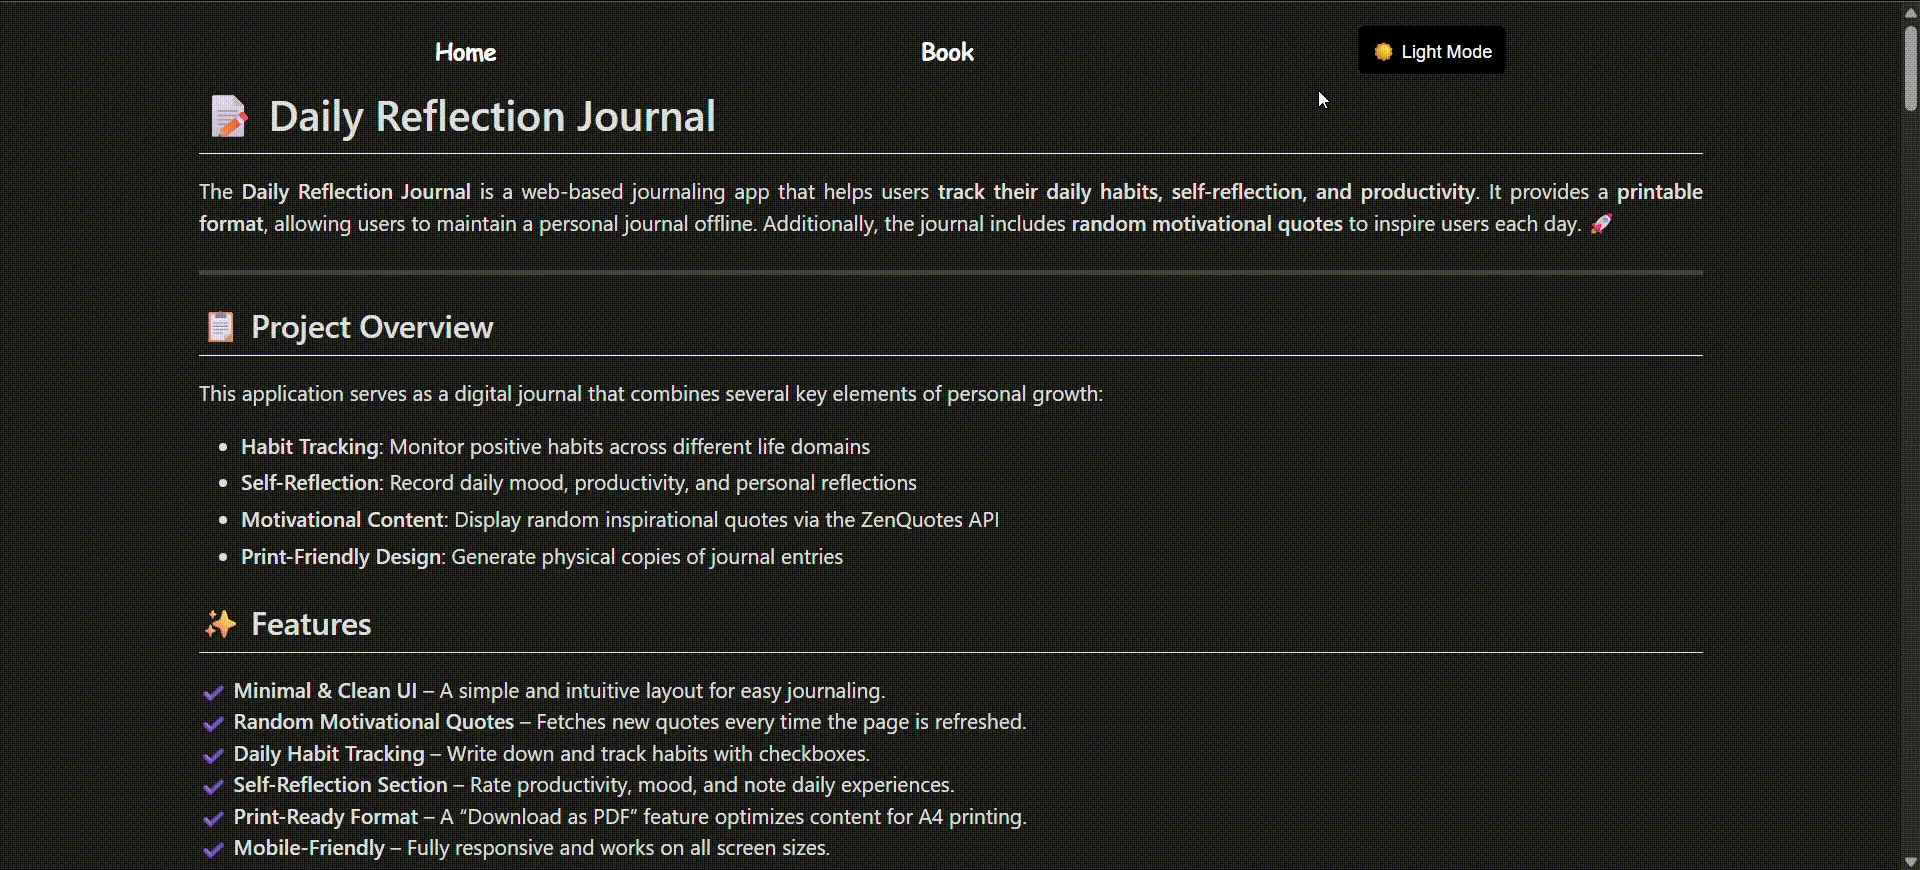 Home Book Light Mode
Daily Reflection Journal
The Daily Reflection Journal is a web-based journaling app that helps users track their daily habits, self-reflection, and productivity. It provides a printable
format, allowing users to maintain a personal journal offline. Additionally, the journal includes random motivational quotes to inspire users each day. 🚀
Project Overview
This application serves as a digital journal that combines several key elements of personal growth:
Habit Tracking: Monitor positive habits across different life domains
Self-Reflection: Record daily mood, productivity, and personal reflections
Motivational Content: Display random inspirational quotes via the ZenQuotes API
Print-Friendly Design: Generate physical copies of journal entries
Features
Minimal & Clean UI – A simple and intuitive layout for easy journaling.
Random Motivational Quotes – Fetches new quotes every time the page is refreshed.
Daily Habit Tracking – Write down and track habits with checkboxes.
Self-Reflection Section – Rate productivity, mood, and note daily experiences.
Print-Ready Format – A “Download as PDF” feature optimizes content for A4 printing.
Mobile-Friendly – Fully responsive and works on all screen sizes.